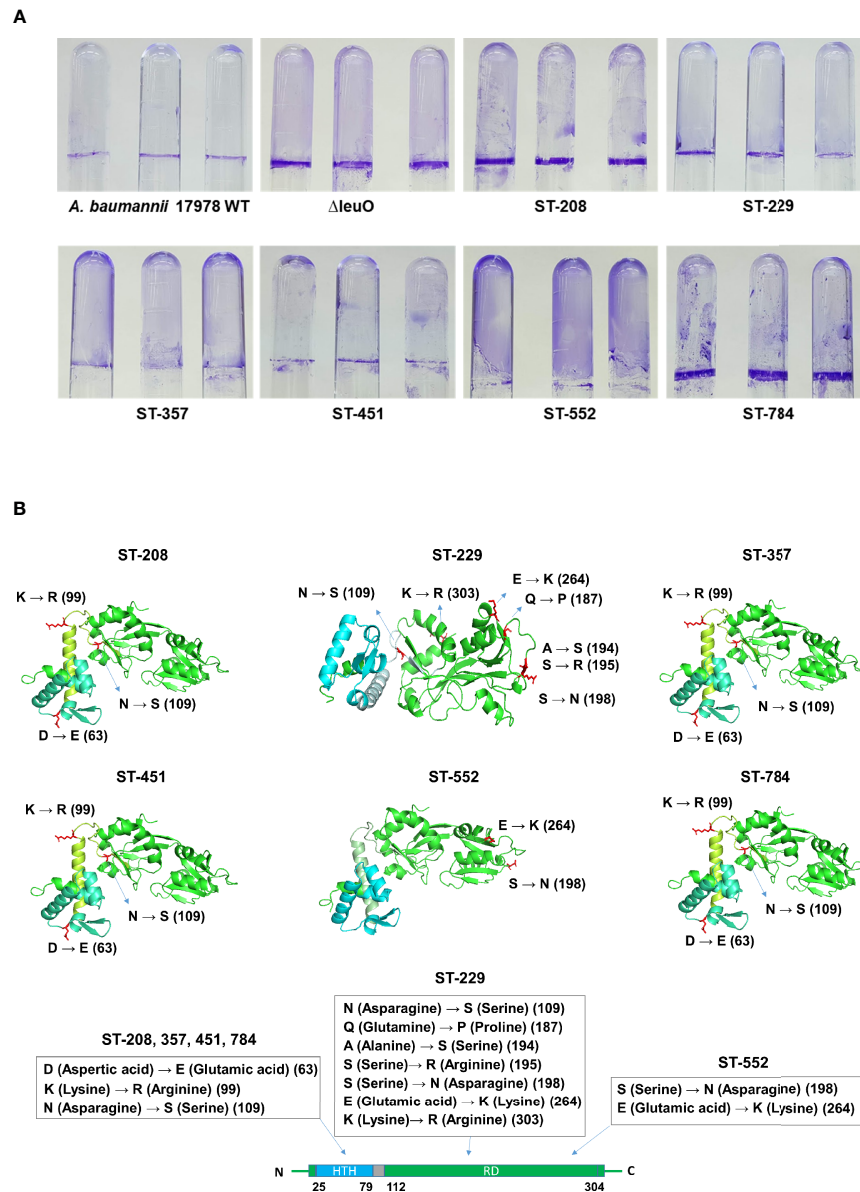 A
A. baumannii 17978 WT
ΔleuO
ST-208
ST-229
ST-357
ST-451
ST-552
ST-784
B
ST-208
K → R (99)
N → S (109)
D → E (63)
ST-229
N → S (109)
K → R (303)
E → K (264)
Q → P (187)
A → S (194)
S → R (195)
S → N (198)
ST-357
K → R (99)
N → S (109)
D → E (63)
ST-451
K → R (99)
N → S (109)
D → E (63)
ST-552
E → K (264)
S → N (198)
ST-784
K → R (99)
N → S (109)
D → E (63)
ST-208, 357, 451, 784
D (Aspertic acid) → E (Glutamic acid) (63)
K (Lysine) → R (Arginine) (99)
N (Asparagine) → S (Serine) (109)
ST-229
N (Asparagine) → S (Serine) (109)
Q (Glutamine) → P (Proline) (187)
A (Alanine) → S (Serine) (194)
S (Serine)→ R (Arginine) (195)
S (Serine) → N (Asparagine) (198)
E (Glutamic acid) → K (Lysine) (264)
K (Lysine)→ R (Arginine) (303)
ST-552
S (Serine) → N (Asparagine) (198)
E (Glutamic acid) → K (Lysine) (264)
N HTH RD C
25 79 112 304